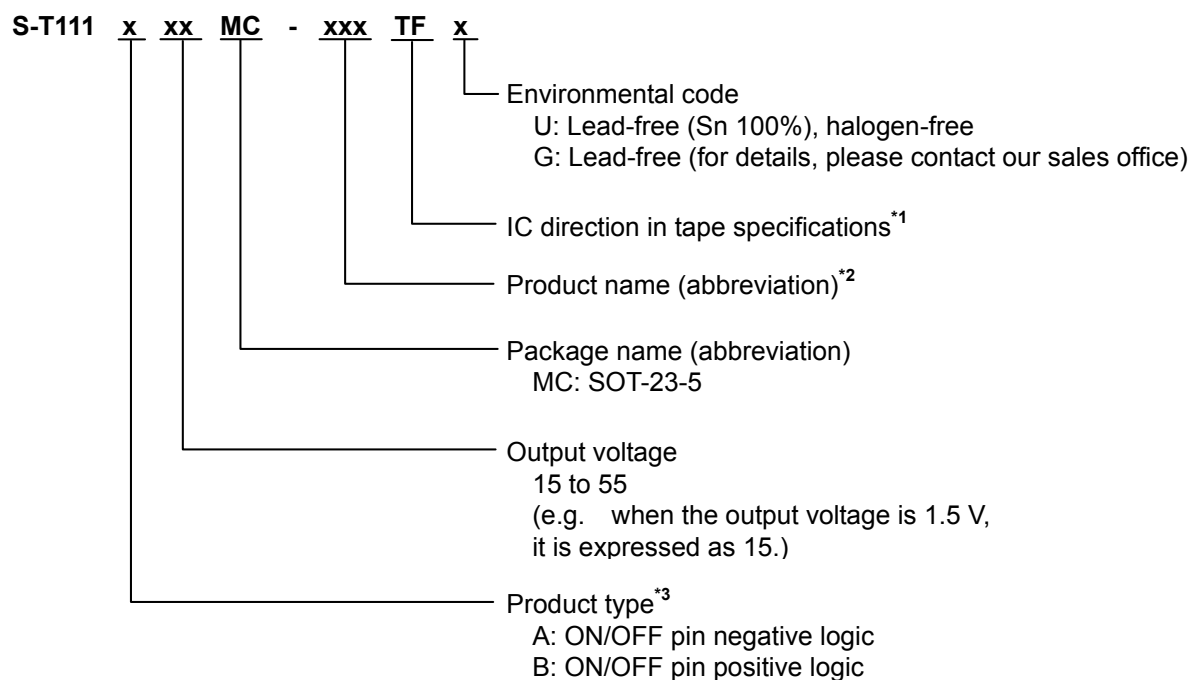 S-T111 x xx MC - xxx TF x
Environmental code
U: Lead-free (Sn 100%), halogen-free
G: Lead-free (for details, please contact our sales office)
IC direction in tape specifications*1
Product name (abbreviation)*2
Package name (abbreviation)
MC: SOT-23-5
Output voltage
15 to 55
(e.g. when the output voltage is 1.5 V,
it is expressed as 15.)
Product type*3
A: ON/OFF pin negative logic
B: ON/OFF pin positive logic